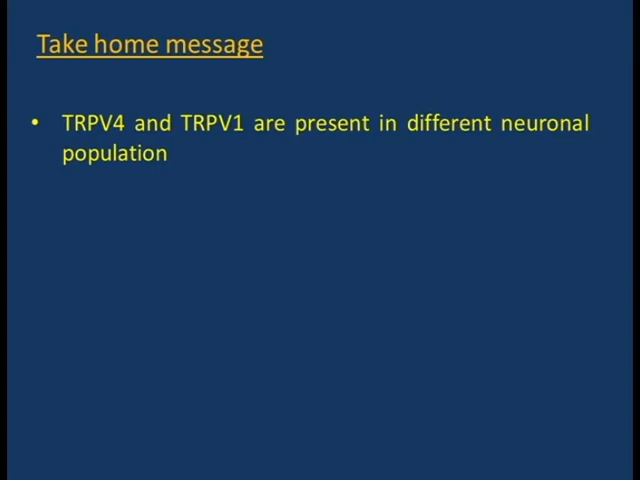 Take home message
• TRPV4 and TRPV1 are present in different neuronal
population